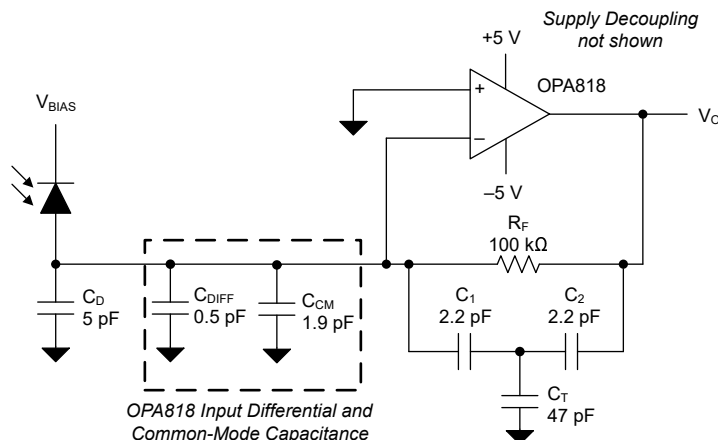 Supply Decoupling
not shown
+5 V
OPA818
V_BIAS
+
−
V_O
−5 V
R_F
100 kΩ
C_D
5 pF
C_DIFF
0.5 pF
C_CM
1.9 pF
C_1
2.2 pF
C_2
2.2 pF
C_T
47 pF
OPA818 Input Differential and
Common-Mode Capacitance